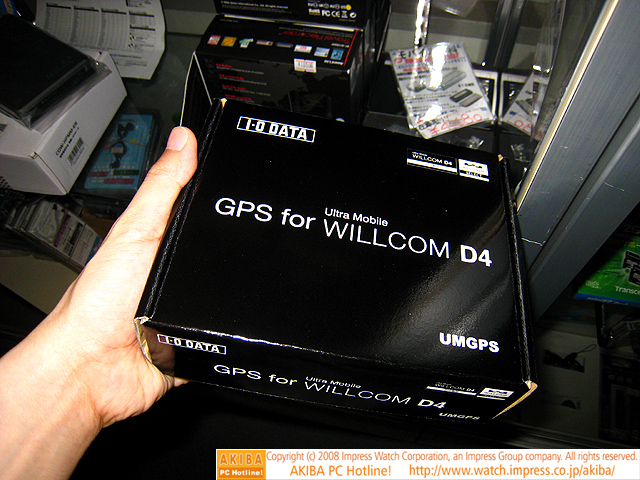 I-O DATA
WILLCOM D4
SELECT
Ultra Mobile
GPS for WILLCOM D4
UMGPS
I-O DATA
WILLCOM D4
Ultra Mobile
GPS for WILLCOM D4
UMGPS
Transcend
AKIBA
PC Hotline!
Copyright (c) 2008 Impress Watch Corporation, an Impress Group company. All rights reserved.
AKIBA PC Hotline! http://www.watch.impress.co.jp/akiba/